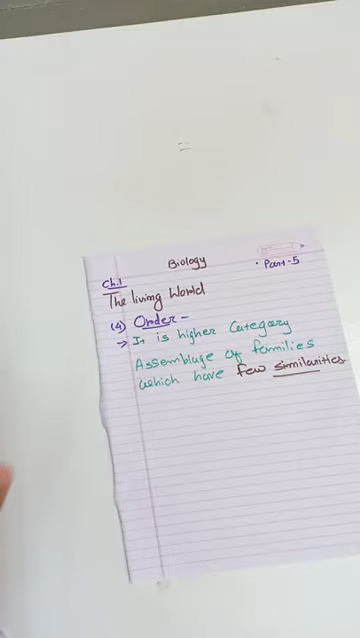 Biology
Ch.1
• Part-5
The living World
(4) Order -
→ It is higher Category
Assemblage of families
which have few similarities